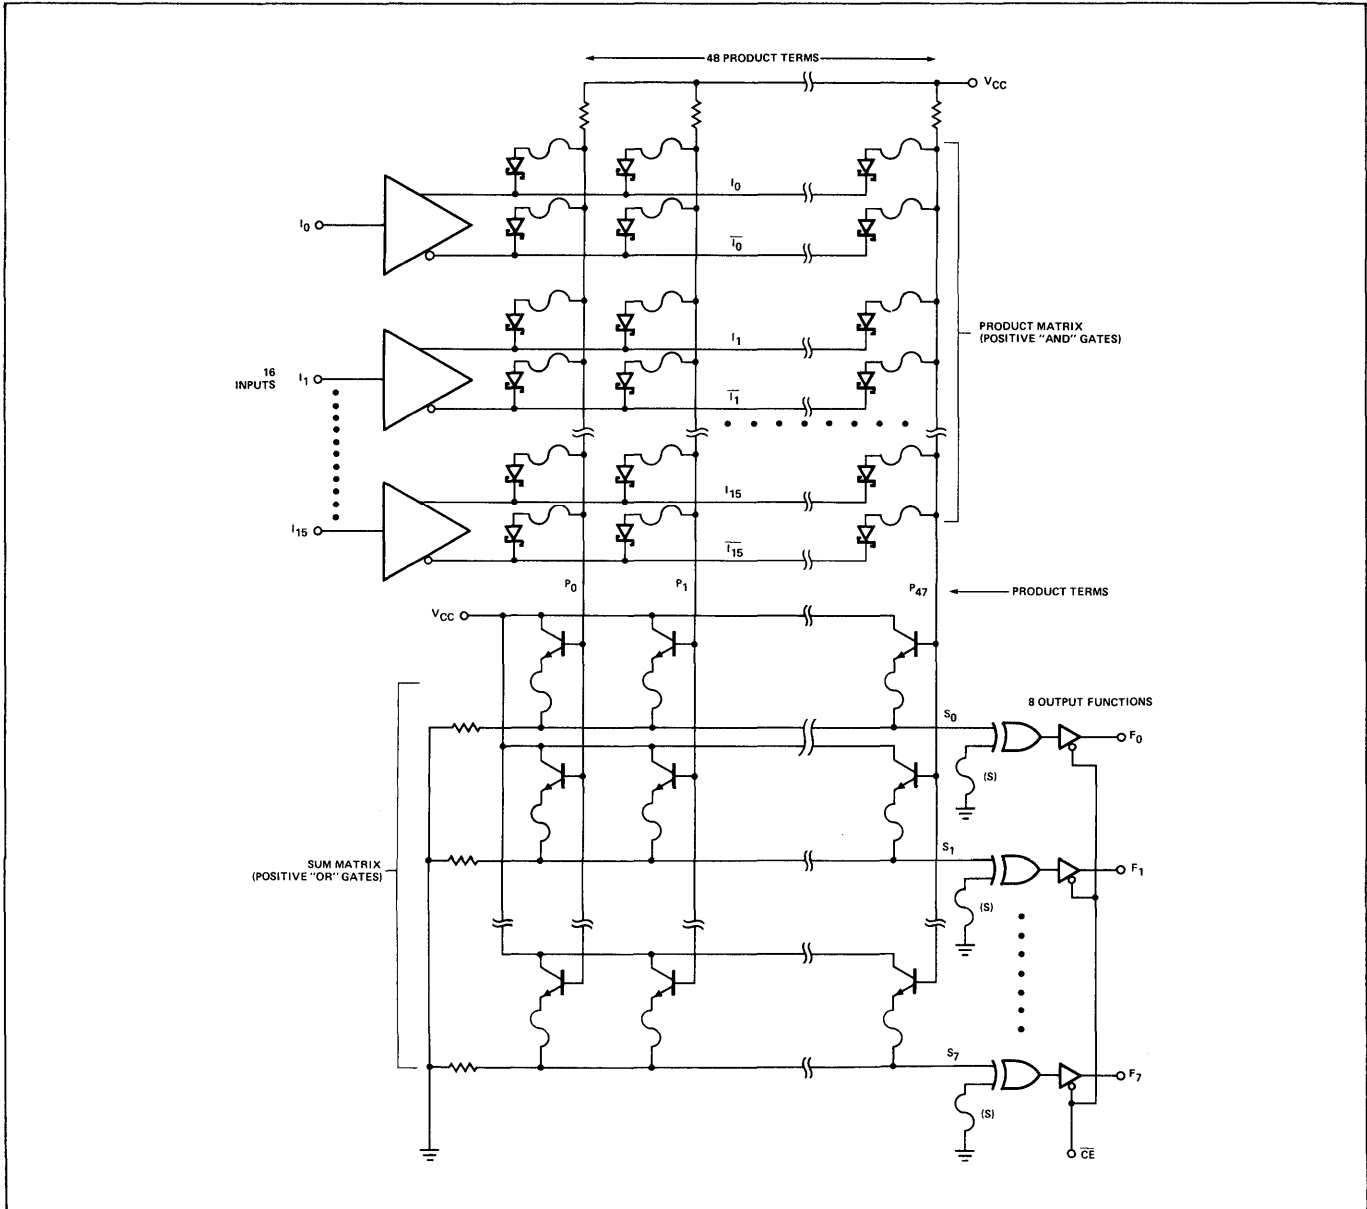 48 PRODUCT TERMS
VCC
I0
I0
I0
I1
PRODUCT MATRIX
(POSITIVE "AND" GATES)
16
INPUTS
I1
I1
I15
I15
I15
P0
P1
P47
PRODUCT TERMS
VCC
8 OUTPUT FUNCTIONS
S0
F0
(S)
S1
F1
SUM MATRIX
(POSITIVE "OR" GATES)
(S)
S7
F7
(S)
CE